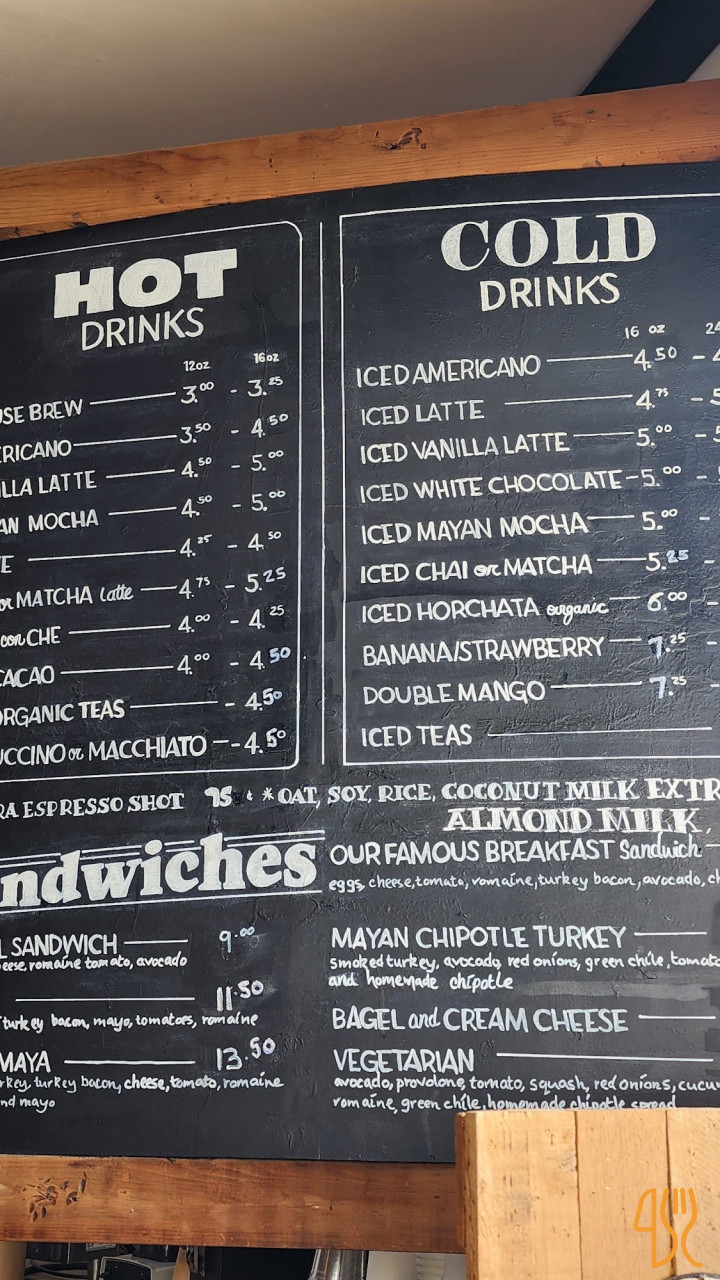 HOT
DRINKS
12oz 16oz
SE BREW 3.00 - 3.25
RICANO 3.50 - 4.50
LLA LATTE 4.50 - 5.00
AN MOCHA 4.50 - 5.00
E 4.25 - 4.50
or MATCHA latte 4.75 - 5.25
con CHE 4.00 - 4.25
CACAO 4.00 - 4.50
ORGANIC TEAS - 4.50
UCCINO or MACCHIATO - 4.50
COLD
DRINKS
16 oz 24
ICED AMERICANO 4.50 - 4
ICED LATTE 4.75 - 5
ICED VANILLA LATTE 5.00 - 5
ICED WHITE CHOCOLATE - 5.00 -
ICED MAYAN MOCHA 5.00 -
ICED CHAI or MATCHA 5.25 -
ICED HORCHATA organic 6.00
BANANA/STRAWBERRY 7.25 -
DOUBLE MANGO 7.25 -
ICED TEAS
RA ESPRESSO SHOT 75¢ *OAT, SOY, RICE, COCONUT MILK EXTR
ALMOND MILK,
ndwiches
L SANDWICH 9.00
eese, romaine tomato, avocado
11.50
turkey bacon, mayo, tomatoes, romaine
MAYA 13.50
rkey, turkey bacon, cheese, tomato, romaine
nd mayo
OUR FAMOUS BREAKFAST Sandwich
eggs, cheese, tomato, romaine, turkey bacon, avocado, ch
MAYAN CHIPOTLE TURKEY
smoked turkey, avocado, red onions, green chile, tomato
and homemade chipotle
BAGEL and CREAM CHEESE
VEGETARIAN
avocado, provolone, tomato, squash, red onions, cucu
romaine, green chile, homemade chipotle spread